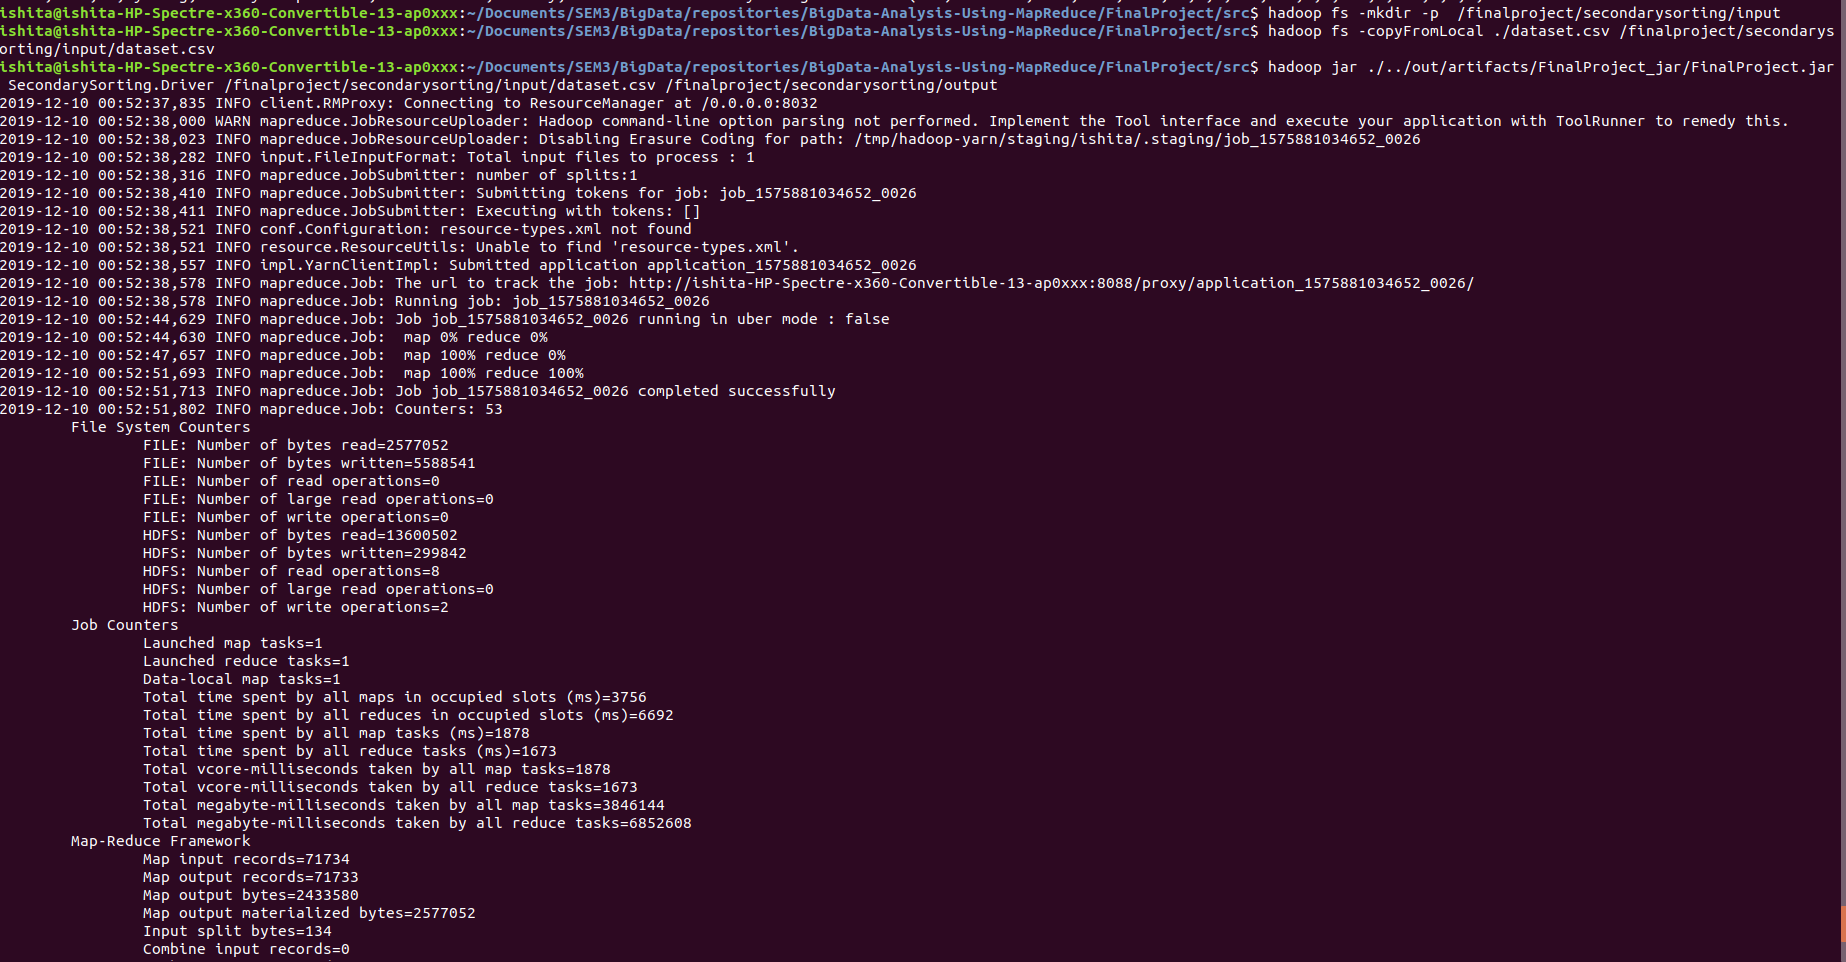 ishita@ishita-HP-Spectre-x360-Convertible-13-ap0xxx:~/Documents/SEM3/BigData/repositories/BigData-Analysis-Using-MapReduce/FinalProject/src$ hadoop fs -mkdir -p  /finalproject/secondarysorting/input
ishita@ishita-HP-Spectre-x360-Convertible-13-ap0xxx:~/Documents/SEM3/BigData/repositories/BigData-Analysis-Using-MapReduce/FinalProject/src$ hadoop fs -copyFromLocal ./dataset.csv /finalproject/secondarys
orting/input/dataset.csv
ishita@ishita-HP-Spectre-x360-Convertible-13-ap0xxx:~/Documents/SEM3/BigData/repositories/BigData-Analysis-Using-MapReduce/FinalProject/src$ hadoop jar ./../out/artifacts/FinalProject_jar/FinalProject.jar
 SecondarySorting.Driver /finalproject/secondarysorting/input/dataset.csv /finalproject/secondarysorting/output
2019-12-10 00:52:37,835 INFO client.RMProxy: Connecting to ResourceManager at /0.0.0.0:8032
2019-12-10 00:52:38,000 WARN mapreduce.JobResourceUploader: Hadoop command-line option parsing not performed. Implement the Tool interface and execute your application with ToolRunner to remedy this.
2019-12-10 00:52:38,023 INFO mapreduce.JobResourceUploader: Disabling Erasure Coding for path: /tmp/hadoop-yarn/staging/ishita/.staging/job_1575881034652_0026
2019-12-10 00:52:38,282 INFO input.FileInputFormat: Total input files to process : 1
2019-12-10 00:52:38,316 INFO mapreduce.JobSubmitter: number of splits:1
2019-12-10 00:52:38,410 INFO mapreduce.JobSubmitter: Submitting tokens for job: job_1575881034652_0026
2019-12-10 00:52:38,411 INFO mapreduce.JobSubmitter: Executing with tokens: []
2019-12-10 00:52:38,521 INFO conf.Configuration: resource-types.xml not found
2019-12-10 00:52:38,521 INFO resource.ResourceUtils: Unable to find 'resource-types.xml'.
2019-12-10 00:52:38,557 INFO impl.YarnClientImpl: Submitted application application_1575881034652_0026
2019-12-10 00:52:38,578 INFO mapreduce.Job: The url to track the job: http://ishita-HP-Spectre-x360-Convertible-13-ap0xxx:8088/proxy/application_1575881034652_0026/
2019-12-10 00:52:38,578 INFO mapreduce.Job: Running job: job_1575881034652_0026
2019-12-10 00:52:44,629 INFO mapreduce.Job: Job job_1575881034652_0026 running in uber mode : false
2019-12-10 00:52:44,630 INFO mapreduce.Job:  map 0% reduce 0%
2019-12-10 00:52:47,657 INFO mapreduce.Job:  map 100% reduce 0%
2019-12-10 00:52:51,693 INFO mapreduce.Job:  map 100% reduce 100%
2019-12-10 00:52:51,713 INFO mapreduce.Job: Job job_1575881034652_0026 completed successfully
2019-12-10 00:52:51,802 INFO mapreduce.Job: Counters: 53
File System Counters
FILE: Number of bytes read=2577052
FILE: Number of bytes written=5588541
FILE: Number of read operations=0
FILE: Number of large read operations=0
FILE: Number of write operations=0
HDFS: Number of bytes read=13600502
HDFS: Number of bytes written=299842
HDFS: Number of read operations=8
HDFS: Number of large read operations=0
HDFS: Number of write operations=2
Job Counters
Launched map tasks=1
Launched reduce tasks=1
Data-local map tasks=1
Total time spent by all maps in occupied slots (ms)=3756
Total time spent by all reduces in occupied slots (ms)=6692
Total time spent by all map tasks (ms)=1878
Total time spent by all reduce tasks (ms)=1673
Total vcore-milliseconds taken by all map tasks=1878
Total vcore-milliseconds taken by all reduce tasks=1673
Total megabyte-milliseconds taken by all map tasks=3846144
Total megabyte-milliseconds taken by all reduce tasks=6852608
Map-Reduce Framework
Map input records=71734
Map output records=71733
Map output bytes=2433580
Map output materialized bytes=2577052
Input split bytes=134
Combine input records=0